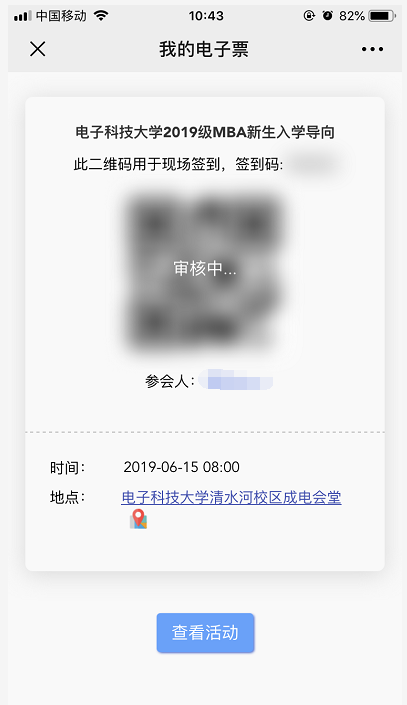 中国移动 10:43 82%
我的电子票
电子科技大学2019级MBA新生入学导向
此二维码用于现场签到，签到码:
审核中...
参会人：
时间： 2019-06-15 08:00
地点： 电子科技大学清水河校区成电会堂
查看活动